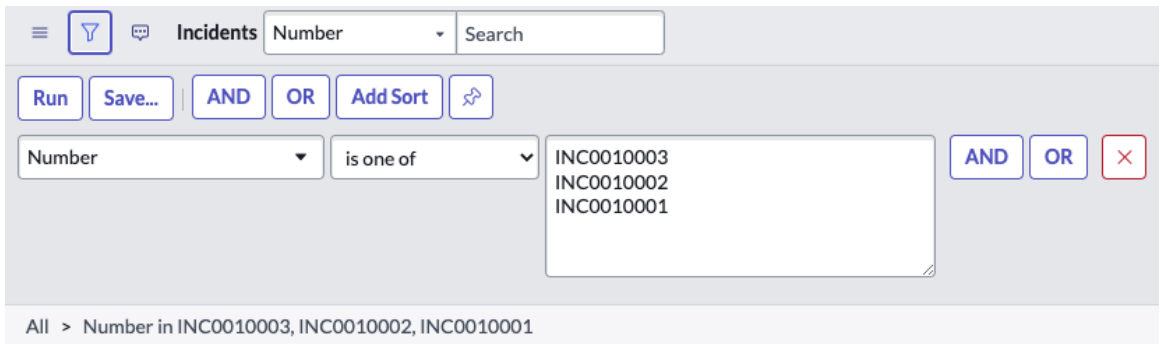 Incidents Number Search
Run Save... AND OR Add Sort
Number is one of INC0010003 AND OR
INC0010002
INC0010001
All > Number in INC0010003, INC0010002, INC0010001